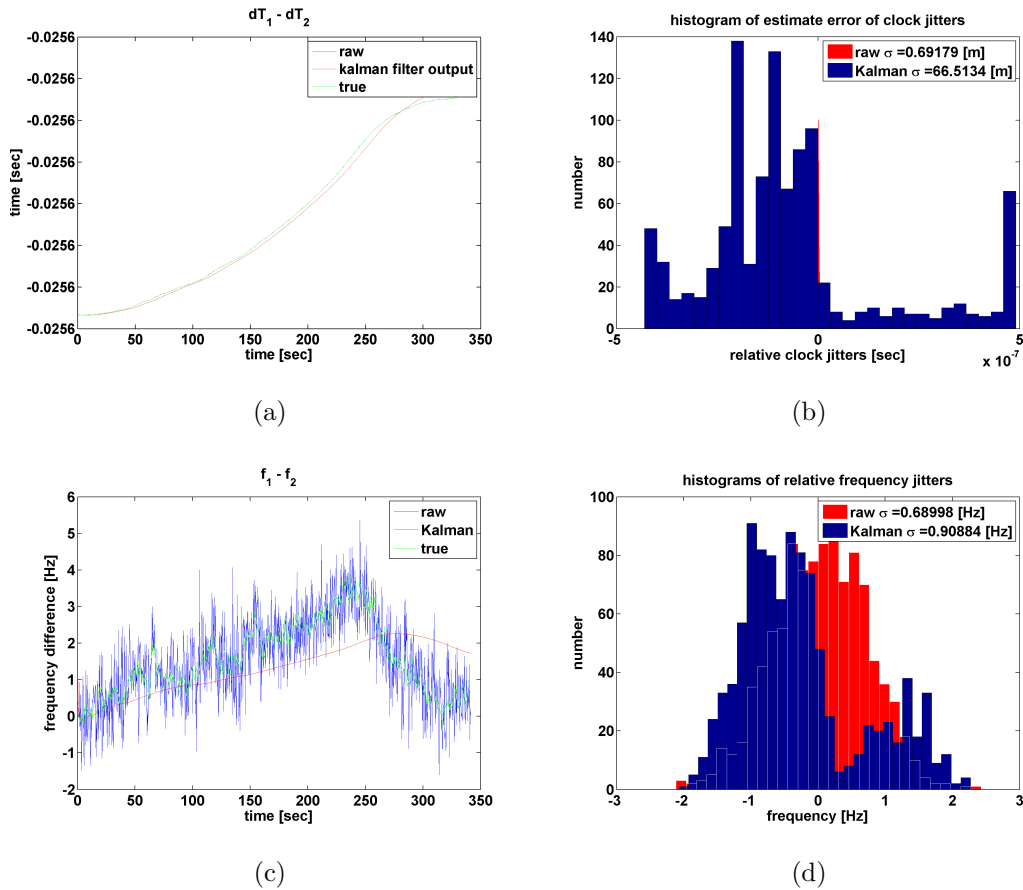 dT1 - dT2
-0.0256
-0.0256
-0.0256
-0.0256
-0.0256
-0.0256
-0.0256
-0.0256
time [sec]
0 50 100 150 200 250 300 350
time [sec]
raw
kalman filter output
true
(a)
histogram of estimate error of clock jitters
140
120
100
80
60
40
20
0
number
-5 0 5
x 10^-7
relative clock jitters [sec]
raw σ =0.69179 [m]
Kalman σ =66.5134 [m]
(b)
f1 - f2
6
5
4
3
2
1
0
-1
-2
frequency difference [Hz]
0 50 100 150 200 250 300 350
time [sec]
raw
Kalman
true
(c)
histograms of relative frequency jitters
100
80
60
40
20
0
number
-3 -2 -1 0 1 2 3
frequency [Hz]
raw σ =0.68998 [Hz]
Kalman σ =0.90884 [Hz]
(d)